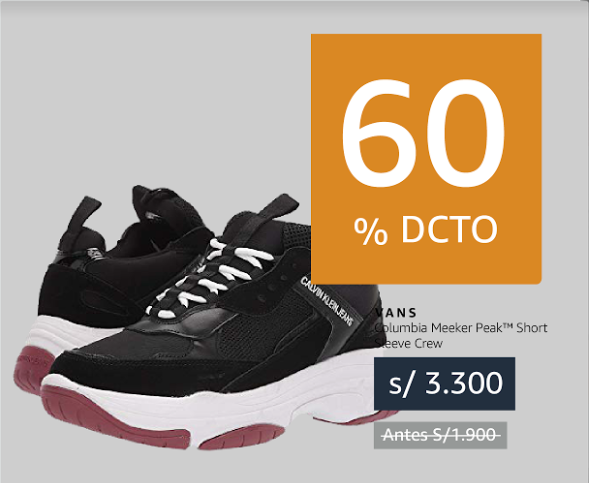 60
% DCTO
CALVIN KLEIN JEANS
VANS
Columbia Meeker Peak™ Short
Sleeve Crew
s/ 3.300
Antes S/1.900